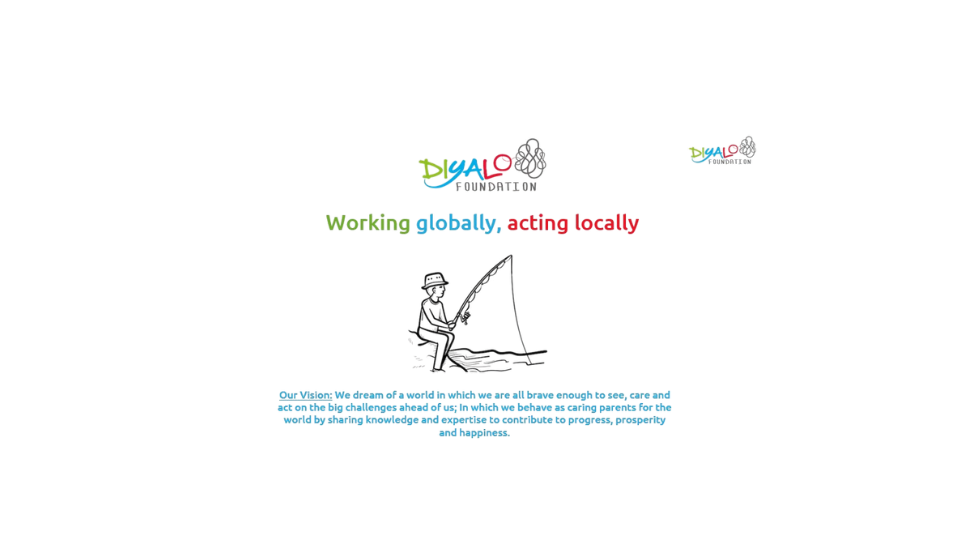 DIYALO
FOUNDATION
DIYALO
FOUNDATION
Working globally, acting locally
Our Vision: We dream of a world in which we are all brave enough to see, care and
act on the big challenges ahead of us; In which we behave as caring parents for the
world by sharing knowledge and expertise to contribute to progress, prosperity
and happiness.